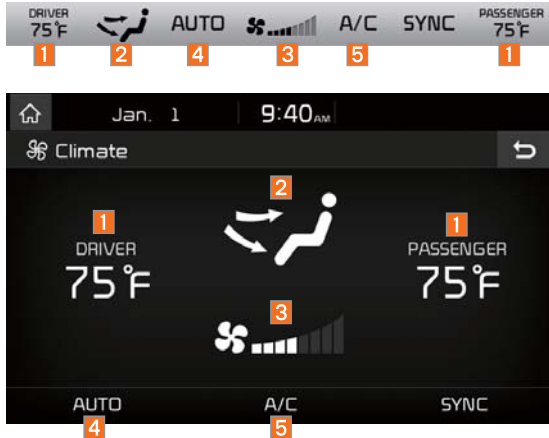 DRIVER AUTO A/C SYNC PASSENGER
75°F 75°F
1 2 4 3 5 1
Jan. 1 9:40AM
Climate
2
1 1
DRIVER PASSENGER
75°F 75°F
3
AUTO A/C SYNC
4 5